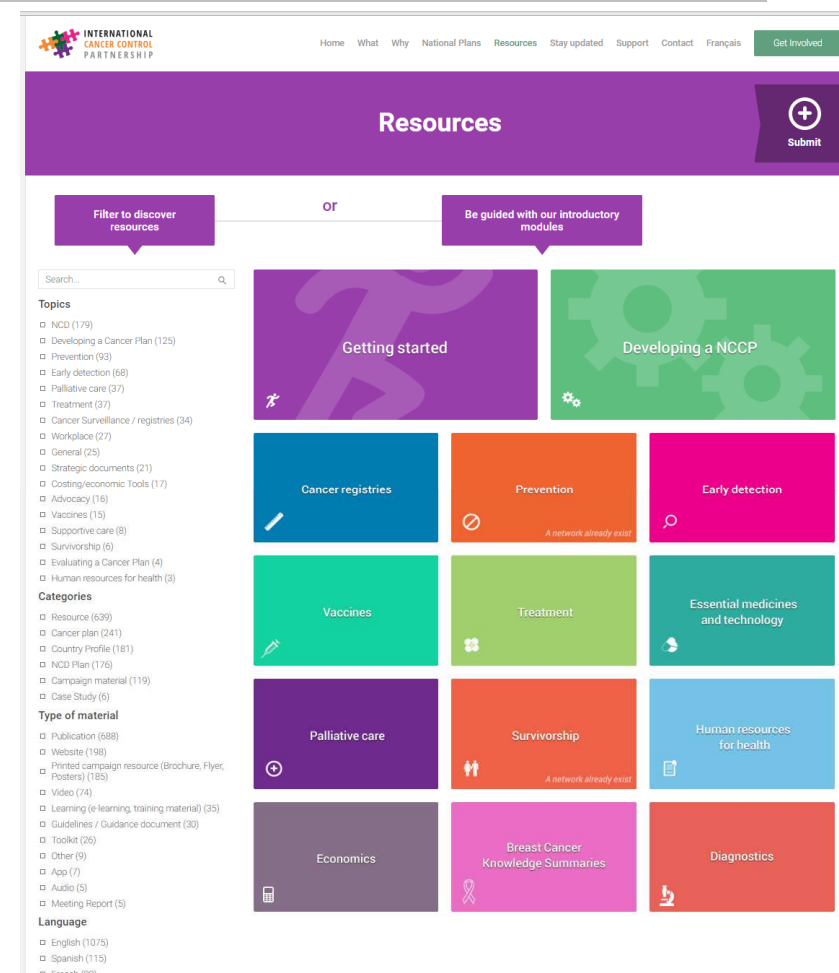 INTERNATIONAL
CANCER CONTROL
PARTNERSHIP
Home What Why National Plans Resources Stay updated Support Contact Français Get Involved
Resources
Submit
Filter to discover
resources
or
Be guided with our introductory
modules
Search...
Topics
NCD (179)
Developing a Cancer Plan (125)
Prevention (93)
Early detection (68)
Palliative care (37)
Treatment (37)
Cancer Surveillance / registries (34)
Workplace (27)
General (25)
Strategic documents (21)
Costing/economic Tools (17)
Advocacy (16)
Vaccines (15)
Supportive care (8)
Survivorship (6)
Evaluating a Cancer Plan (4)
Human resources for health (3)
Categories
Resource (639)
Cancer plan (241)
Country Profile (181)
NCD Plan (176)
Campaign material (119)
Case Study (6)
Type of material
Publication (688)
Website (198)
Printed campaign resource (Brochure, Flyer,
Posters) (185)
Video (74)
Learning (e-learning, training material) (35)
Guidelines / Guidance document (30)
Toolkit (26)
Other (9)
App (7)
Audio (5)
Meeting Report (5)
Language
English (1075)
Spanish (115)
Getting started
Developing a NCCP
Cancer registries
Prevention
A network already exist
Early detection
Vaccines
Treatment
Essential medicines
and technology
Palliative care
Survivorship
A network already exist
Human resources
for health
Economics
Breast Cancer
Knowledge Summaries
Diagnostics